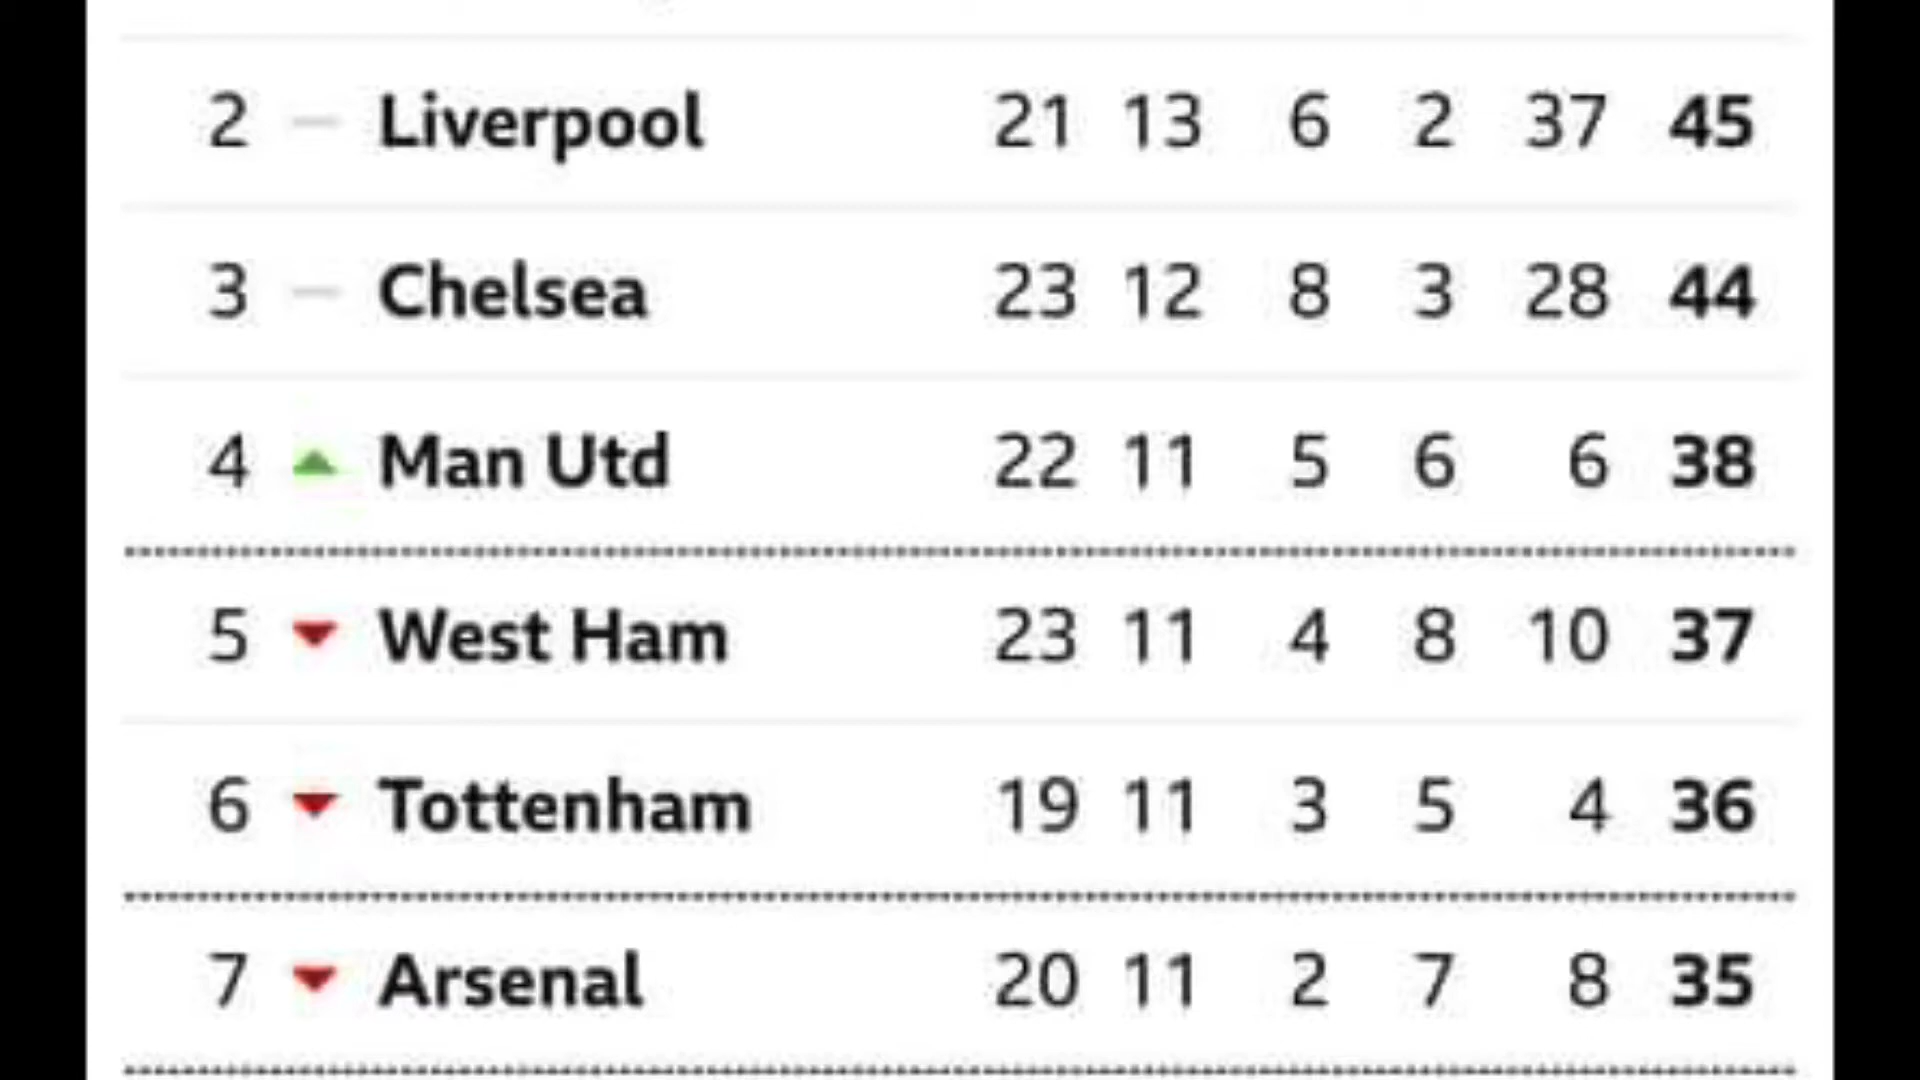 2 Liverpool 21 13 6 2 37 45
3 Chelsea 23 12 8 3 28 44
4 Man Utd 22 11 5 6 6 38
5 West Ham 23 11 4 8 10 37
6 Tottenham 19 11 3 5 4 36
7 Arsenal 20 11 2 7 8 35